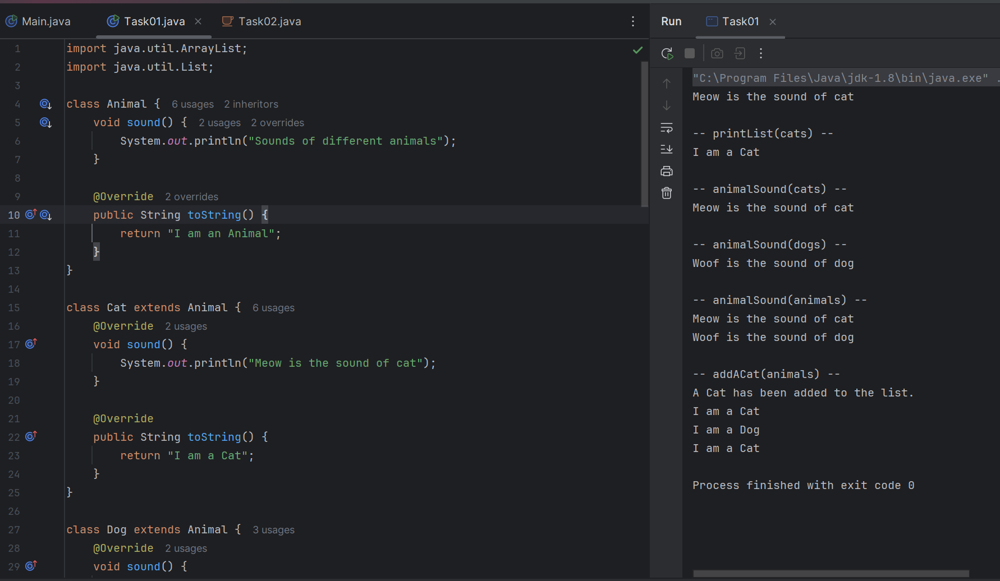 Main.java
Task01.java
Task02.java
1 import java.util.ArrayList;
2 import java.util.List;
3
4 class Animal { 6 usages 2 inheritors
5 void sound() { 2 usages 2 overrides
6 System.out.println("Sounds of different animals");
7 }
8
9 @Override 2 overrides
10 public String toString() {
11 return "I am an Animal";
12 }
13 }
14
15 class Cat extends Animal { 6 usages
16 @Override 2 usages
17 void sound() {
18 System.out.println("Meow is the sound of cat");
19 }
20
21 @Override
22 public String toString() {
23 return "I am a Cat";
24 }
25 }
26
27 class Dog extends Animal { 3 usages
28 @Override 2 usages
29 void sound() {
Run
Task01
"C:\Program Files\Java\jdk-1.8\bin\java.exe" .
Meow is the sound of cat
-- printList(cats) --
I am a Cat
-- animalSound(cats) --
Meow is the sound of cat
-- animalSound(dogs) --
Woof is the sound of dog
-- animalSound(animals) --
Meow is the sound of cat
Woof is the sound of dog
-- addACat(animals) --
A Cat has been added to the list.
I am a Cat
I am a Dog
I am a Cat
Process finished with exit code 0